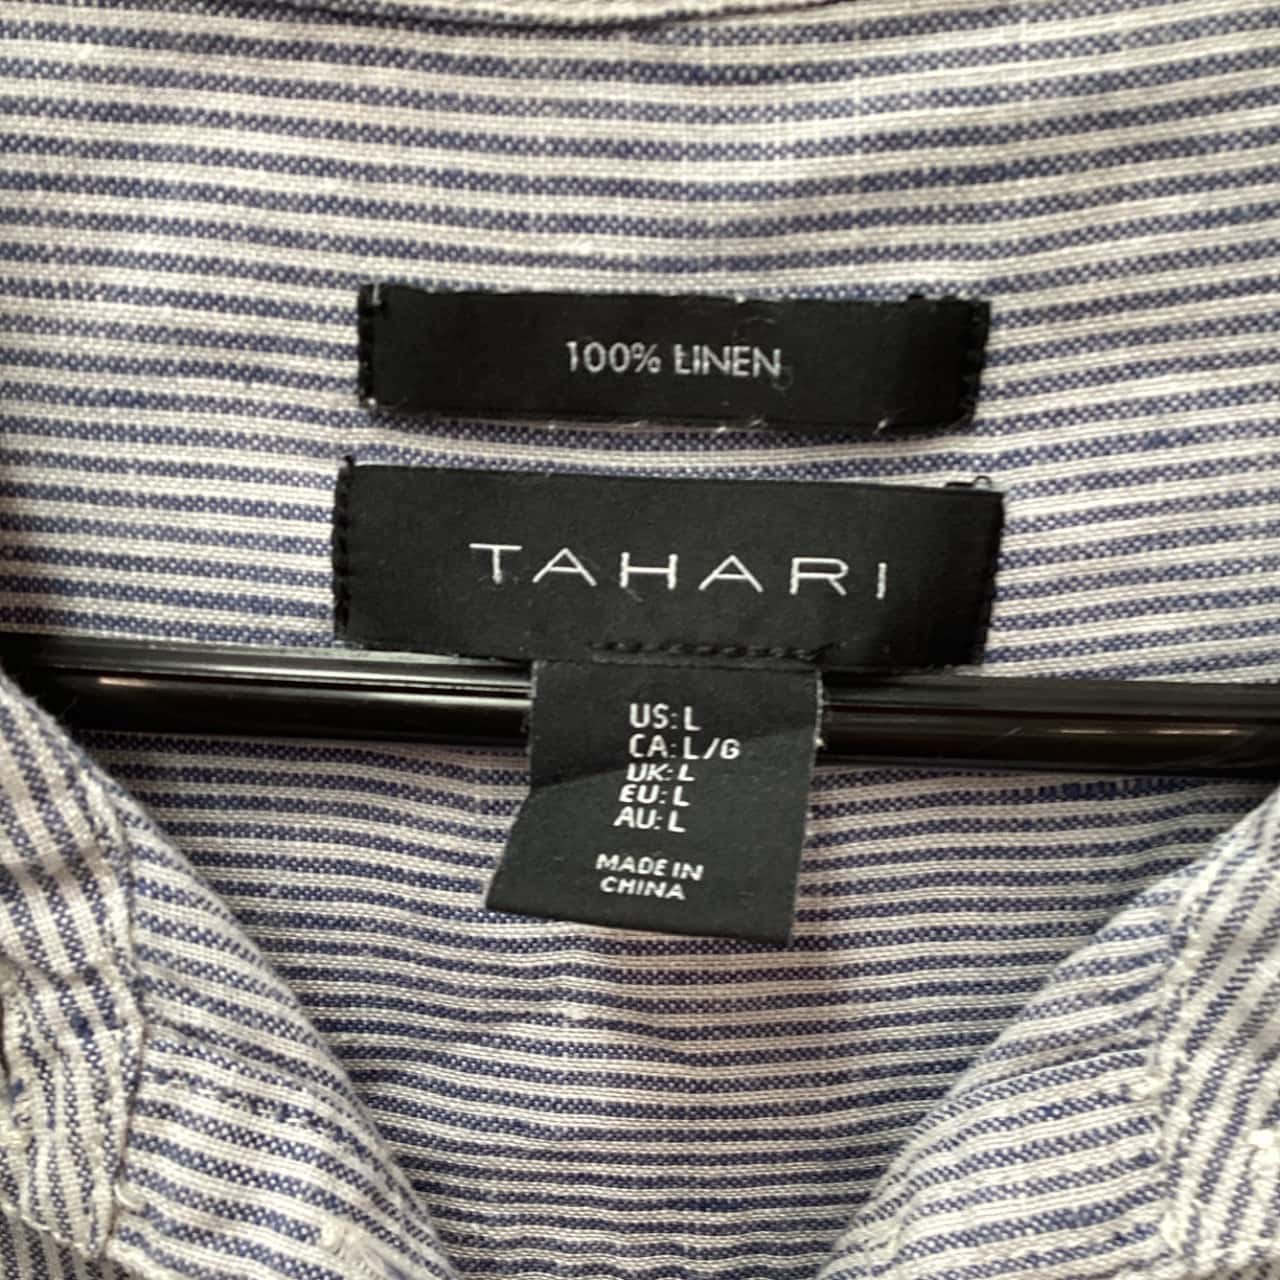 100% LINEN
TAHARI
US: L
CA: L/G
UK: L
EU: L
AU: L
MADE IN
CHINA